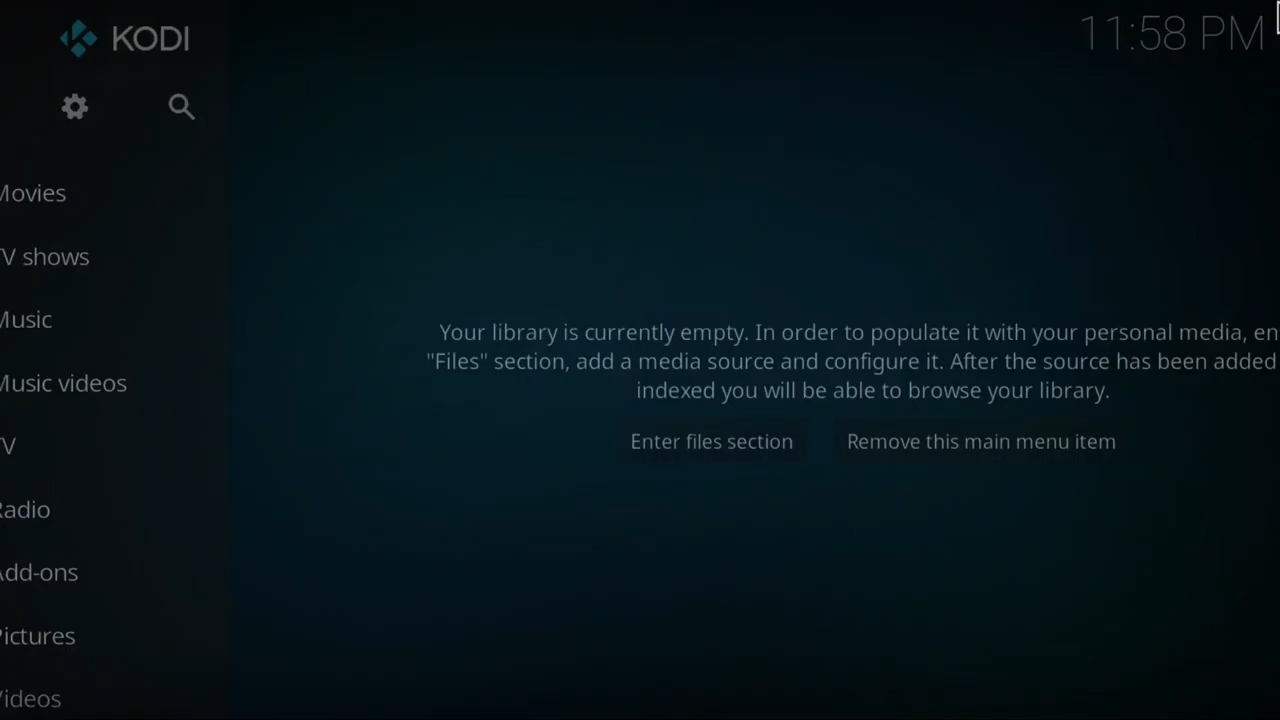 KODI
11:58 PM
Movies
TV shows
Music
Music videos
TV
Radio
Add-ons
Pictures
Videos
Your library is currently empty. In order to populate it with your personal media, en
"Files" section, add a media source and configure it. After the source has been added
indexed you will be able to browse your library.
Enter files section
Remove this main menu item